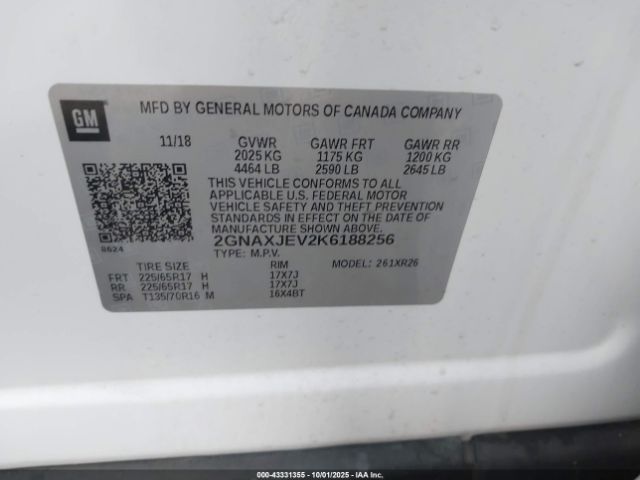 GM
MFD BY GENERAL MOTORS OF CANADA COMPANY
11/18 GVWR GAWR FRT GAWR RR
2025 KG 1175 KG 1200 KG
4464 LB 2590 LB 2645 LB
THIS VEHICLE CONFORMS TO ALL
APPLICABLE U.S. FEDERAL MOTOR
VEHICLE SAFETY AND THEFT
PREVENTION STANDARDS IN EFFECT
ON THE DATE OF
MANUFACTURE SHOWN ABOVE.
2GNAXJEV2K6188256
8624
TYPE: M.P.V. MODEL: 261XR26
TIRE SIZE RIM
FRT 225/65R17 H 17X7J
RR 225/65R17 H 17X7J
SPA T135/70R16 M 16X4BT
000-43331355 - 10/01/2025 - IAA Inc.